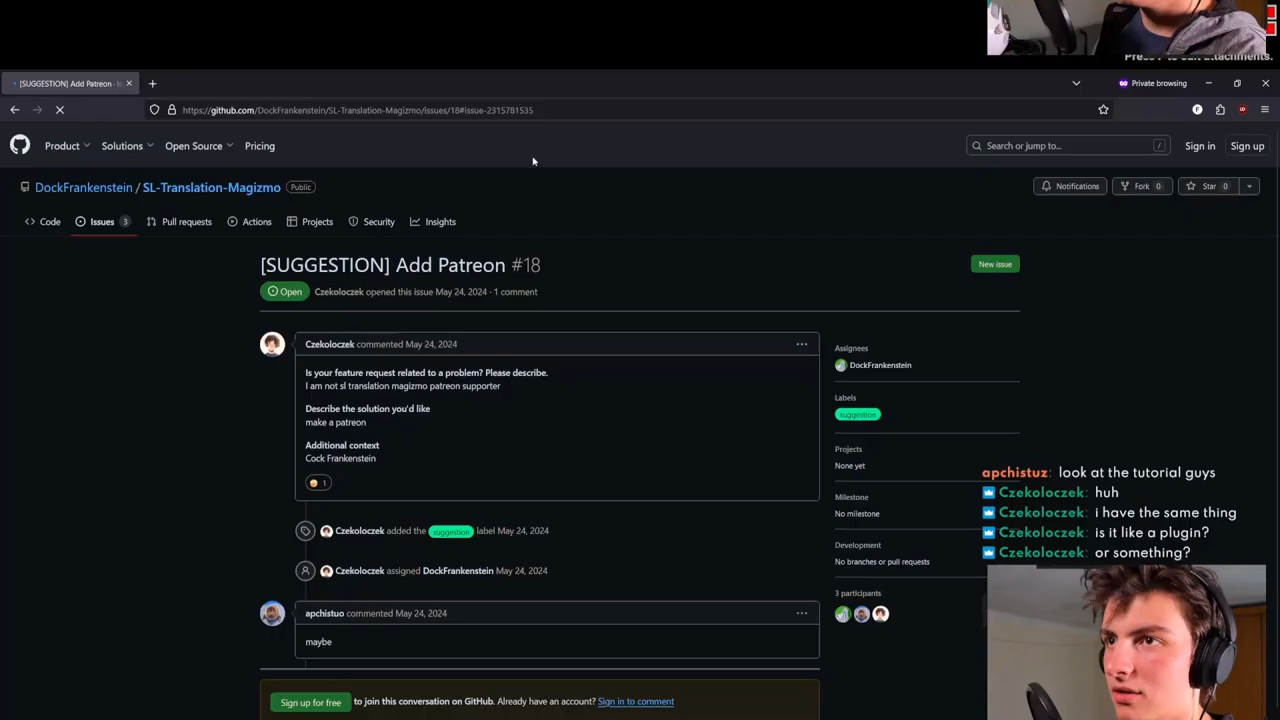 Press F to edit attachments.
[SUGGESTION] Add Patreon ·
Private browsing
https://github.com/DockFrankenstein/SL-Translation-Magizmo/issues/18#issue-2315781535
Product
Solutions
Open Source
Pricing
Search or jump to...
/
Sign in
Sign up
DockFrankenstein / SL-Translation-Magizmo
Public
Notifications
Fork 0
Star 0
Code
Issues 3
Pull requests
Actions
Projects
Security
Insights
[SUGGESTION] Add Patreon #18
New issue
Open
Czekoloczek opened this issue May 24, 2024 · 1 comment
Czekoloczek commented May 24, 2024
Is your feature request related to a problem? Please describe.
I am not sl translation magizmo patreon supporter
Describe the solution you'd like
make a patreon
Additional context
Cock Frankenstein
1
Czekoloczek added the suggestion label May 24, 2024
Czekoloczek assigned DockFrankenstein May 24, 2024
apchistuo commented May 24, 2024
maybe
Sign up for free to join this conversation on GitHub. Already have an account? Sign in to comment
Assignees
DockFrankenstein
Labels
suggestion
Projects
None yet
Milestone
No milestone
Development
No branches or pull requests
3 participants
apchistuz: look at the tutorial guys
Czekoloczek: huh
Czekoloczek: i have the same thing
Czekoloczek: is it like a plugin?
Czekoloczek: or something?